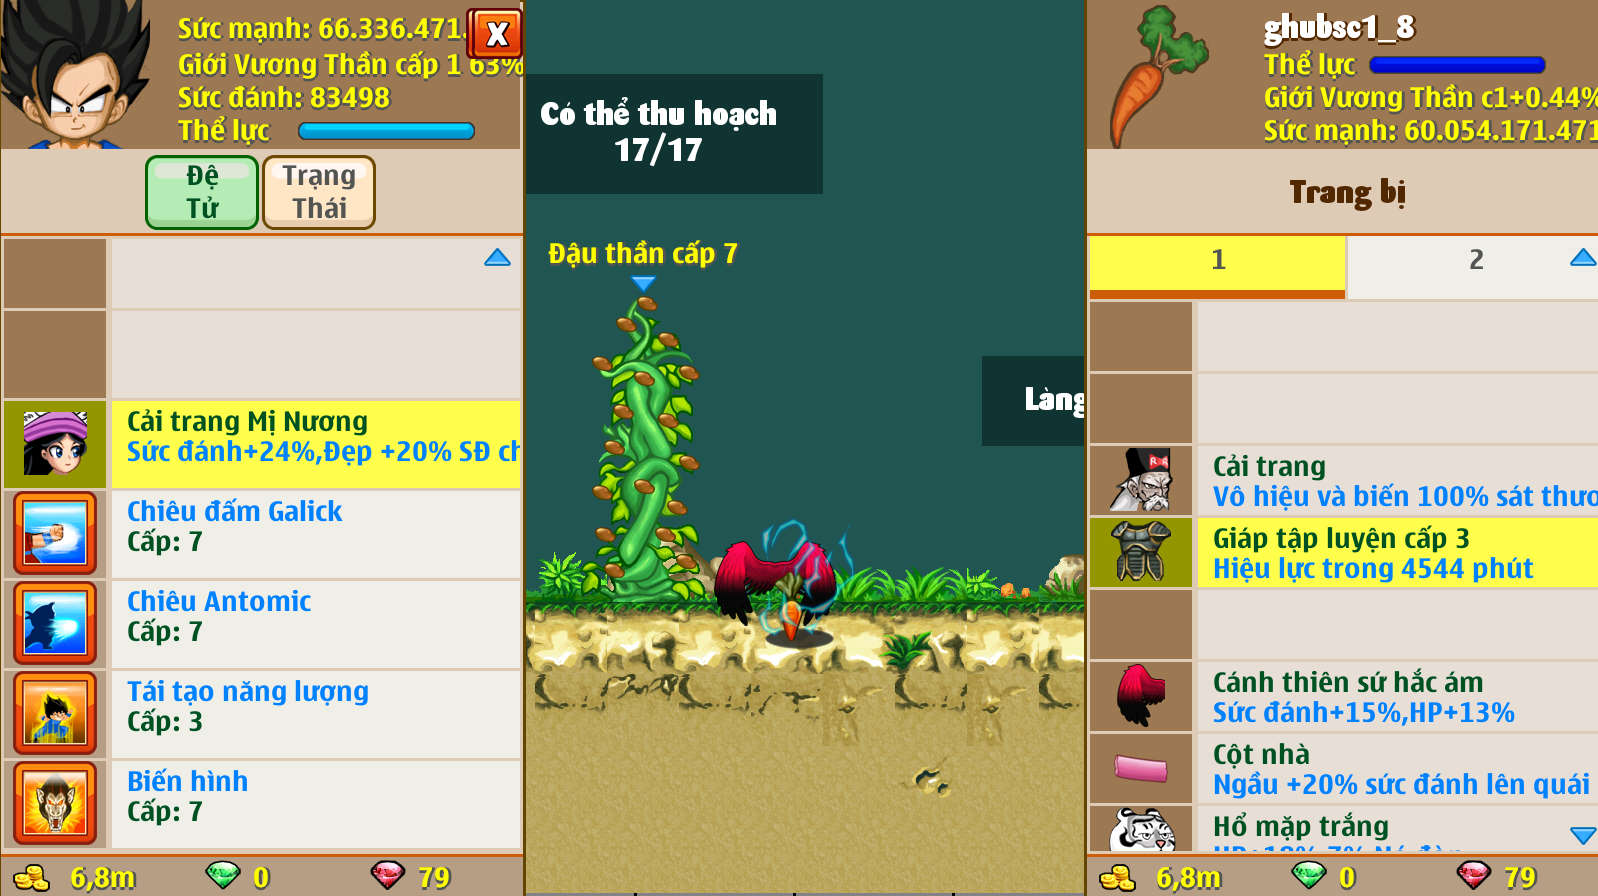 Sức mạnh: 66.336.471.
X
Giới Vương Thần cấp 1 63%
Sức đánh: 83498
Thể lực
Đệ
Tử
Trạng
Thái
Cải trang Mị Nương
Sức đánh+24%,Đẹp +20% SĐ ch
Chiêu đấm Galick
Cấp: 7
Chiêu Antomic
Cấp: 7
Tái tạo năng lượng
Cấp: 3
Biến hình
Cấp: 7
6,8m
0
79
Có thể thu hoạch
17/17
Đậu thần cấp 7
Làng
ghubsc1_8
Thể lực
Giới Vương Thần c1+0.44%
Sức mạnh: 60.054.171.471
Trang bị
1
2
Cải trang
Vô hiệu và biến 100% sát thươ
Giáp tập luyện cấp 3
Hiệu lực trong 4544 phút
Cánh thiên sứ hắc ám
Sức đánh+15%,HP+13%
Cột nhà
Ngầu +20% sức đánh lên quái
Hổ mặp trắng
6,8m
0
79